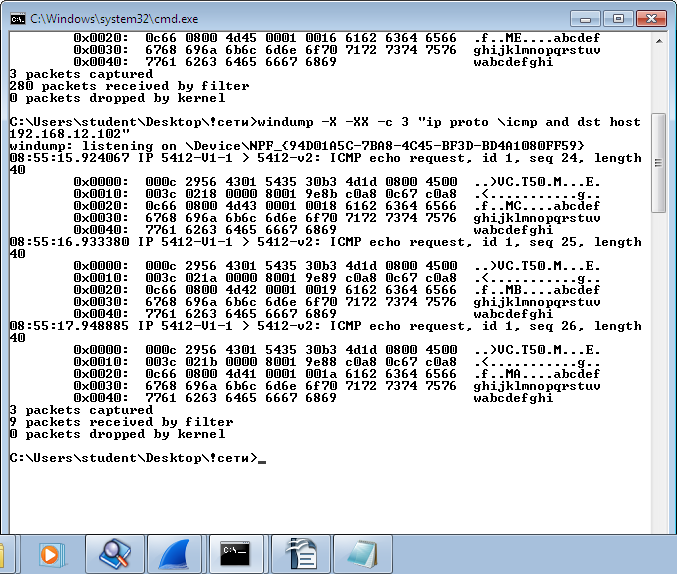 C:\Windows\system32\cmd.exe
0x0020:  0c66 0800 4d45 0001 0016 6162 6364 6566  .f..ME....abcdef
0x0030:  6768 696a 6b6c 6d6e 6f70 7172 7374 7576  ghijklmnopqrstuv
0x0040:  7761 6263 6465 6667 6869                 wabcdefghi
3 packets captured
280 packets received by filter
0 packets dropped by kernel
C:\Users\student\Desktop\!сети>windump -X -XX -c 3 "ip proto \icmp and dst host
192.168.12.102"
windump: listening on \Device\NPF_{94D01A5C-7BA8-4C45-BF3D-BD4A1080FF59}
08:55:15.924067 IP 5412-V1-1 > 5412-v2: ICMP echo request, id 1, seq 24, length
40
0x0000:  000c 2956 4301 5435 30b3 4d1d 0800 4500  ..)VC.T50.M...E.
0x0010:  003c 0218 0000 8001 9e8b c0a8 0c67 c0a8  .<...........g..
0x0020:  0c66 0800 4d43 0001 0018 6162 6364 6566  .f..MC....abcdef
0x0030:  6768 696a 6b6c 6d6e 6f70 7172 7374 7576  ghijklmnopqrstuv
0x0040:  7761 6263 6465 6667 6869                 wabcdefghi
08:55:16.933380 IP 5412-V1-1 > 5412-v2: ICMP echo request, id 1, seq 25, length
40
0x0000:  000c 2956 4301 5435 30b3 4d1d 0800 4500  ..)VC.T50.M...E.
0x0010:  003c 021a 0000 8001 9e89 c0a8 0c67 c0a8  .<...........g..
0x0020:  0c66 0800 4d42 0001 0019 6162 6364 6566  .f..MB....abcdef
0x0030:  6768 696a 6b6c 6d6e 6f70 7172 7374 7576  ghijklmnopqrstuv
0x0040:  7761 6263 6465 6667 6869                 wabcdefghi
08:55:17.948885 IP 5412-V1-1 > 5412-v2: ICMP echo request, id 1, seq 26, length
40
0x0000:  000c 2956 4301 5435 30b3 4d1d 0800 4500  ..)VC.T50.M...E.
0x0010:  003c 021b 0000 8001 9e88 c0a8 0c67 c0a8  .<...........g..
0x0020:  0c66 0800 4d41 0001 001a 6162 6364 6566  .f..MA....abcdef
0x0030:  6768 696a 6b6c 6d6e 6f70 7172 7374 7576  ghijklmnopqrstuv
0x0040:  7761 6263 6465 6667 6869                 wabcdefghi
3 packets captured
9 packets received by filter
0 packets dropped by kernel
C:\Users\student\Desktop\!сети>_